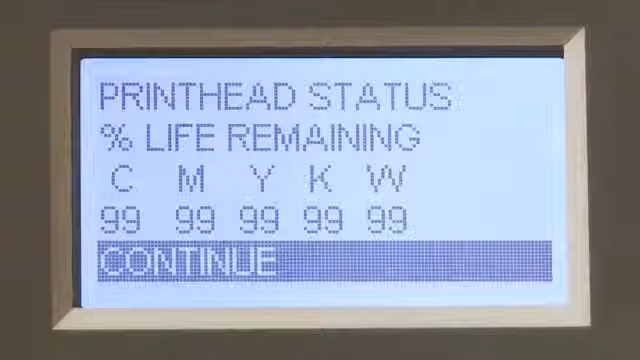 PRINTHEAD STATUS
% LIFE REMAINING
C M Y K W
99 99 99 99 99
CONTINUE